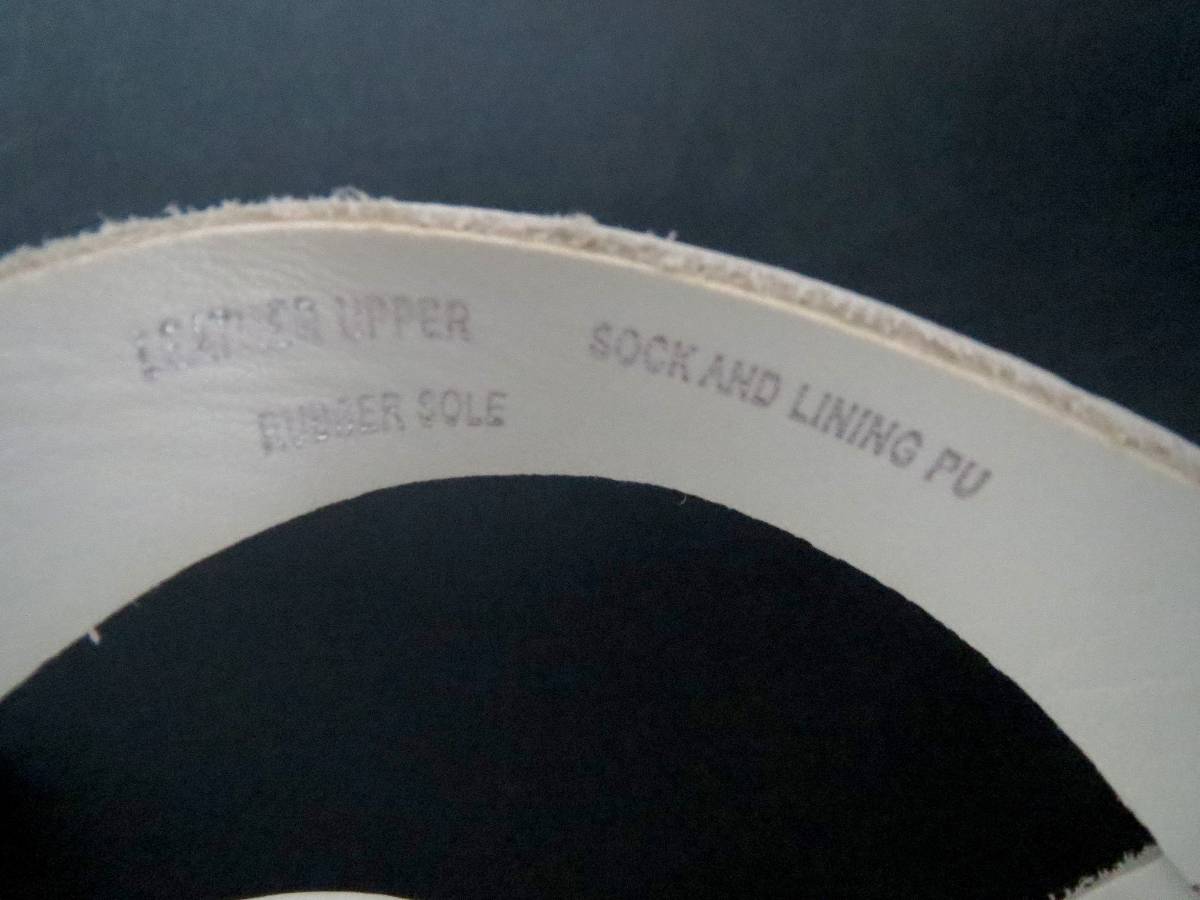 LEATHER UPPER
RUBBER SOLE
SOCK AND LINING PU